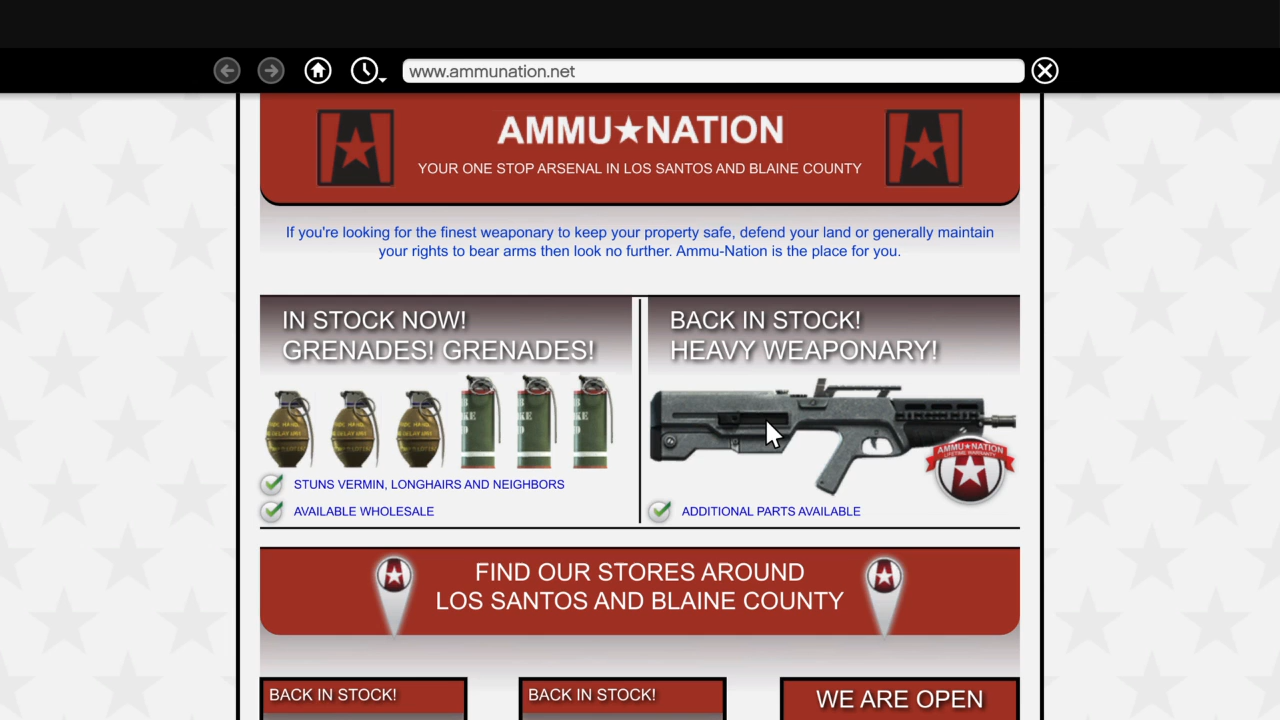 www.ammunation.net
AMMU★NATION
YOUR ONE STOP ARSENAL IN LOS SANTOS AND BLAINE COUNTY
If you're looking for the finest weaponary to keep your property safe, defend your land or generally maintain
your rights to bear arms then look no further. Ammu-Nation is the place for you.
IN STOCK NOW!
GRENADES! GRENADES!
STUNS VERMIN, LONGHAIRS AND NEIGHBORS
AVAILABLE WHOLESALE
BACK IN STOCK!
HEAVY WEAPONARY!
AMMU★NATION
LIFETIME WARRANTY
ADDITIONAL PARTS AVAILABLE
FIND OUR STORES AROUND
LOS SANTOS AND BLAINE COUNTY
BACK IN STOCK!
BACK IN STOCK!
WE ARE OPEN